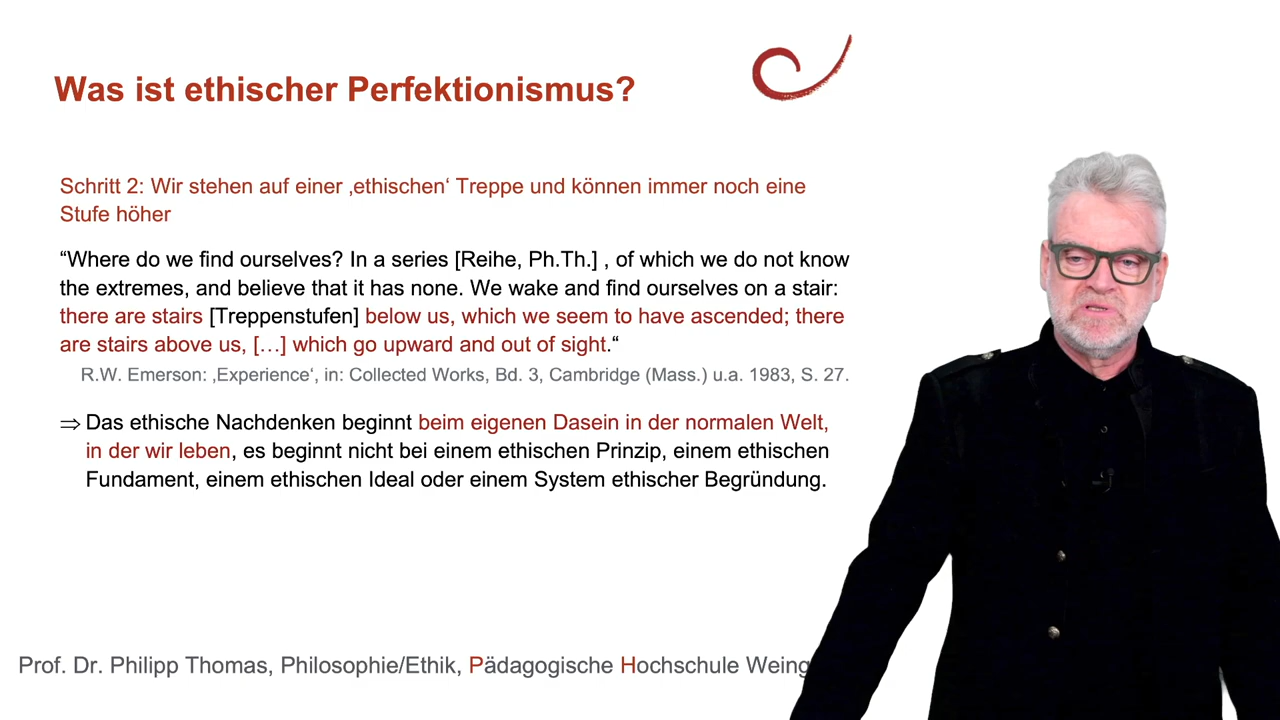 Was ist ethischer Perfektionismus?
Schritt 2: Wir stehen auf einer ‚ethischen‘ Treppe und können immer noch eine
Stufe höher
“Where do we find ourselves? In a series [Reihe, Ph.Th.] , of which we do not know
the extremes, and believe that it has none. We wake and find ourselves on a stair:
there are stairs [Treppenstufen] below us, which we seem to have ascended; there
are stairs above us, […] which go upward and out of sight.“
R.W. Emerson: ‚Experience‘, in: Collected Works, Bd. 3, Cambridge (Mass.) u.a. 1983, S. 27.
⇒ Das ethische Nachdenken beginnt beim eigenen Dasein in der normalen Welt,
in der wir leben, es beginnt nicht bei einem ethischen Prinzip, einem ethischen
Fundament, einem ethischen Ideal oder einem System ethischer Begründung.
Prof. Dr. Philipp Thomas, Philosophie/Ethik, Pädagogische Hochschule Weing